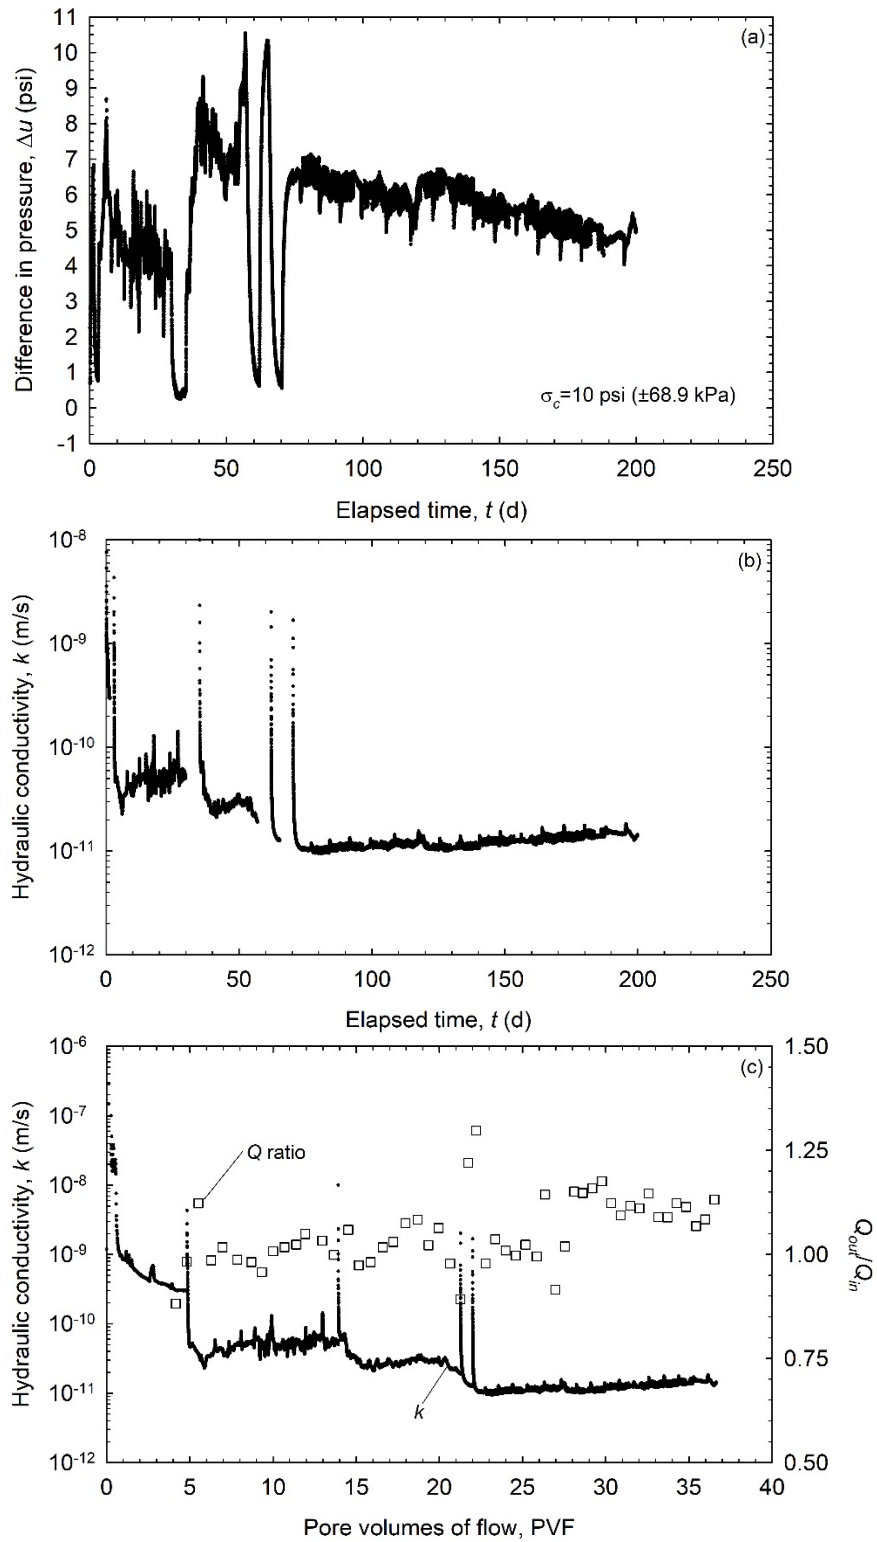 (a)
Difference in pressure, Δu (psi)
11
10
9
8
7
6
5
4
3
2
1
0
-1
σc=10 psi (±68.9 kPa)
0 50 100 150 200 250
Elapsed time, t (d)
(b)
Hydraulic conductivity, k (m/s)
10-8
10-9
10-10
10-11
10-12
0 50 100 150 200 250
Elapsed time, t (d)
(c)
Hydraulic conductivity, k (m/s)
10-6
10-7
10-8
10-9
10-10
10-11
10-12
Q ratio
k
1.50
1.25
1.00
0.75
0.50
Qout/Qin
0 5 10 15 20 25 30 35 40
Pore volumes of flow, PVF